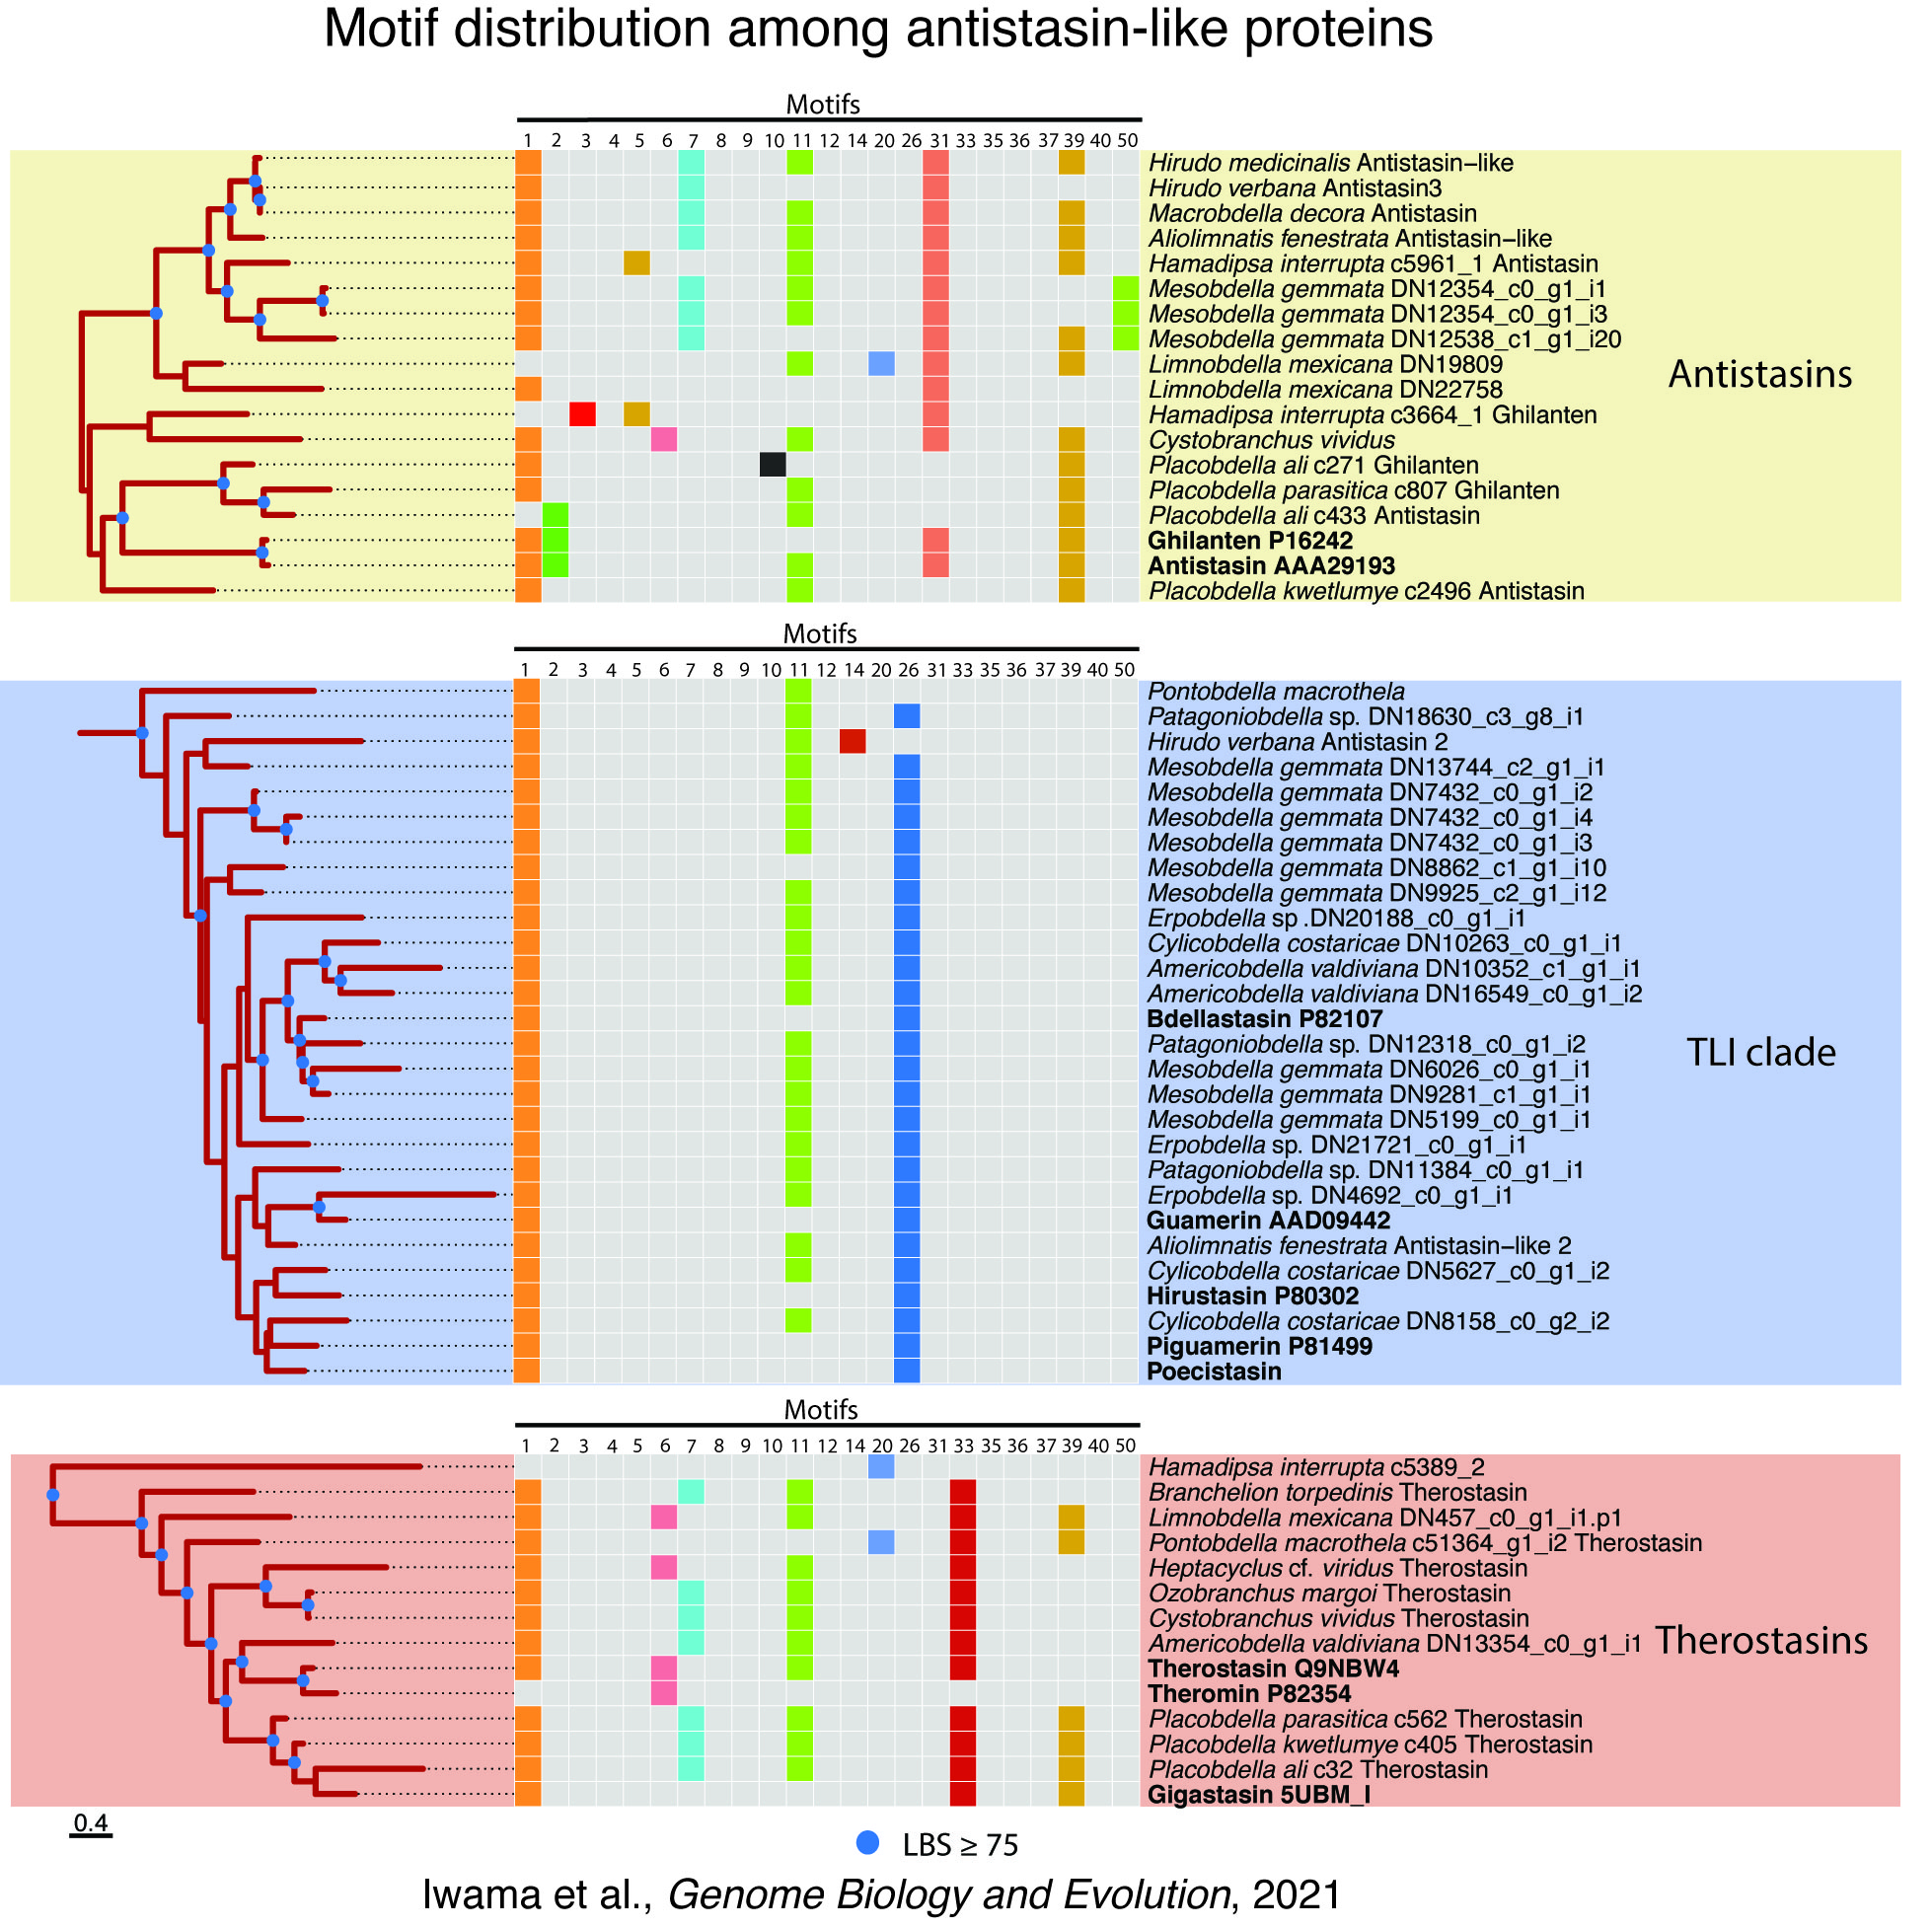 Motif distribution among antistasin-like proteins
Motifs
1 2 3 4 5 6 7 8 9 10 11 12 14 20 26 31 33 35 36 37 39 40 50
Hirudo medicinalis Antistasin–like
Hirudo verbana Antistasin3
Macrobdella decora Antistasin
Aliolimnatis fenestrata Antistasin–like
Hamadipsa interrupta c5961_1 Antistasin
Mesobdella gemmata DN12354_c0_g1_i1
Mesobdella gemmata DN12354_c0_g1_i3
Mesobdella gemmata DN12538_c1_g1_i20
Limnobdella mexicana DN19809
Limnobdella mexicana DN22758
Hamadipsa interrupta c3664_1 Ghilanten
Cystobranchus vividus
Placobdella ali c271 Ghilanten
Placobdella parasitica c807 Ghilanten
Placobdella ali c433 Antistasin
Ghilanten P16242
Antistasin AAA29193
Placobdella kwetlumye c2496 Antistasin
Antistasins
Motifs
1 2 3 4 5 6 7 8 9 10 11 12 14 20 26 31 33 35 36 37 39 40 50
Pontobdella macrothela
Patagoniobdella sp. DN18630_c3_g8_i1
Hirudo verbana Antistasin 2
Mesobdella gemmata DN13744_c2_g1_i1
Mesobdella gemmata DN7432_c0_g1_i2
Mesobdella gemmata DN7432_c0_g1_i4
Mesobdella gemmata DN7432_c0_g1_i3
Mesobdella gemmata DN8862_c1_g1_i10
Mesobdella gemmata DN9925_c2_g1_i12
Erpobdella sp .DN20188_c0_g1_i1
Cylicobdella costaricae DN10263_c0_g1_i1
Americobdella valdiviana DN10352_c1_g1_i1
Americobdella valdiviana DN16549_c0_g1_i2
Bdellastasin P82107
Patagoniobdella sp. DN12318_c0_g1_i2
Mesobdella gemmata DN6026_c0_g1_i1
Mesobdella gemmata DN9281_c1_g1_i1
Mesobdella gemmata DN5199_c0_g1_i1
Erpobdella sp. DN21721_c0_g1_i1
Patagoniobdella sp. DN11384_c0_g1_i1
Erpobdella sp. DN4692_c0_g1_i1
Guamerin AAD09442
Aliolimnatis fenestrata Antistasin–like 2
Cylicobdella costaricae DN5627_c0_g1_i2
Hirustasin P80302
Cylicobdella costaricae DN8158_c0_g2_i2
Piguamerin P81499
Poecistasin
TLI clade
Motifs
1 2 3 4 5 6 7 8 9 10 11 12 14 20 26 31 33 35 36 37 39 40 50
Hamadipsa interrupta c5389_2
Branchelion torpedinis Therostasin
Limnobdella mexicana DN457_c0_g1_i1.p1
Pontobdella macrothela c51364_g1_i2 Therostasin
Heptacyclus cf. viridus Therostasin
Ozobranchus margoi Therostasin
Cystobranchus vividus Therostasin
Americobdella valdiviana DN13354_c0_g1_i1
Therostasin Q9NBW4
Theromin P82354
Placobdella parasitica c562 Therostasin
Placobdella kwetlumye c405 Therostasin
Placobdella ali c32 Therostasin
Gigastasin 5UBM_I
Therostasins
0.4
LBS ≥ 75
Iwama et al., Genome Biology and Evolution, 2021